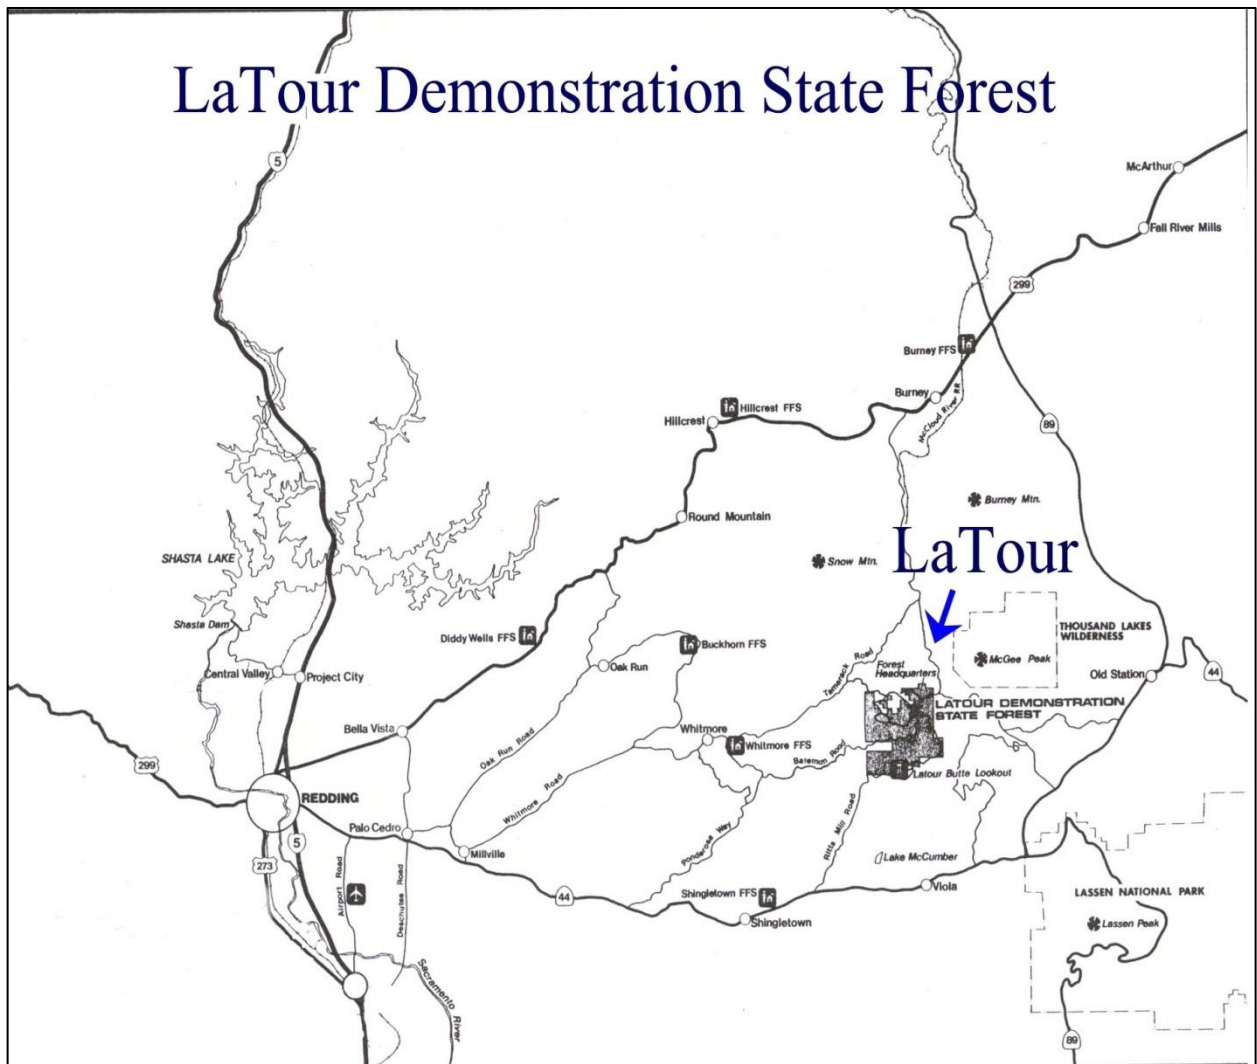 LaTour Demonstration State Forest
5
McArthur
Fall River Mills
299
Burney FFS
Burney
McCloud River RR
Hillcrest FFS
Hillcrest
89
Burney Mtn.
Round Mountain
LaTour
SHASTA LAKE
Snow Mtn.
Shasta Dam
THOUSAND LAKES
WILDERNESS
Diddy Wells FFS
Buckhorn FFS
Tamarack Road
McGee Peak
Forest
Headquarters
Central Valley
Project City
Oak Run
Old Station
44
LATOUR DEMONSTRATION
STATE FOREST
Bella Vista
Oak Run Road
Whitmore
Whitmore FFS
Bateman Road
299
Latour Butte Lookout
Whitmore Road
REDDING
Ponderosa Way
Ritts Mill Road
Palo Cedro
Millville
5
273
Lake McCumber
Airport Road
Deschutes Road
44
Shingletown FFS
Viola
LASSEN NATIONAL PARK
Shingletown
Lassen Peak
Sacramento
River
89